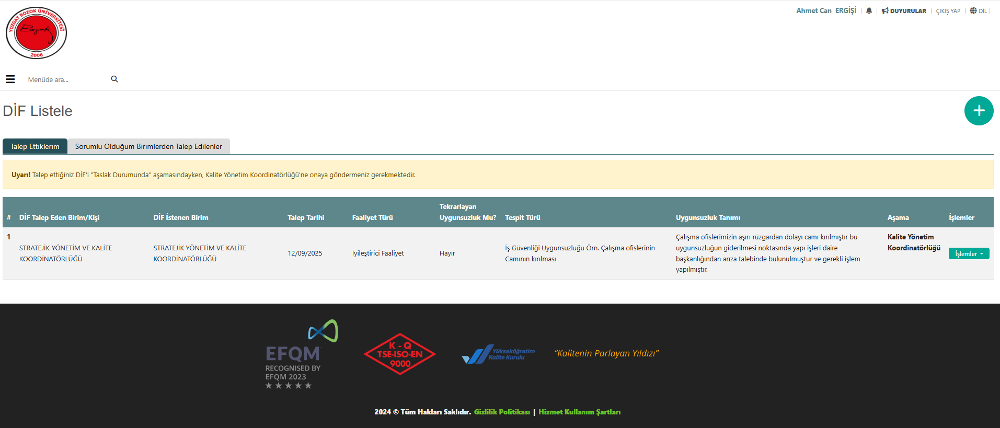 YOZGAT BOZOK ÜNİVERSİTESİ
Bozok
2006
Ahmet Can ERGİŞİ | | DUYURULAR | ÇIKIŞ YAP | DİL |
Menüde ara...
DİF Listele
Talep Ettiklerim
Sorumlu Olduğum Birimlerden Talep Edilenler
Uyarı! Talep ettiğiniz DİF'i "Taslak Durumunda" aşamasındayken, Kalite Yönetim Koordinatörlüğü'ne onaya göndermeniz gerekmektedir.
# DİF Talep Eden Birim/Kişi
DİF İstenen Birim
Talep Tarihi
Faaliyet Türü
Tekrarlayan
Uygunsuzluk Mu?
Tespit Türü
Uygunsuzluk Tanımı
Aşama
İşlemler
1
STRATEJİK YÖNETİM VE KALİTE
KOORDİNATÖRLÜĞÜ
STRATEJİK YÖNETİM VE KALİTE
KOORDİNATÖRLÜĞÜ
12/09/2025
İyileştirici Faaliyet
Hayır
İş Güvenliği Uygunsuzluğu Örn. Çalışma ofislerinin
Camının kırılması
Çalışma ofislerimizin aşırı rüzgardan dolayı camı kırılmıştır bu
uygunsuzluğun giderilmesi noktasında yapı işleri daire
başkanlığından arıza talebinde bulunulmuştur ve gerekli işlem
yapılmıştır.
Kalite Yönetim
Koordinatörlüğü
İşlemler
EFQM
RECOGNISED BY
EFQM 2023
K - Q
TSE-ISO-EN
9000
Yükseköğretim
Kalite Kurulu
“Kalitenin Parlayan Yıldızı”
2024 © Tüm Hakları Saklıdır. Gizlilik Politikası | Hizmet Kullanım Şartları